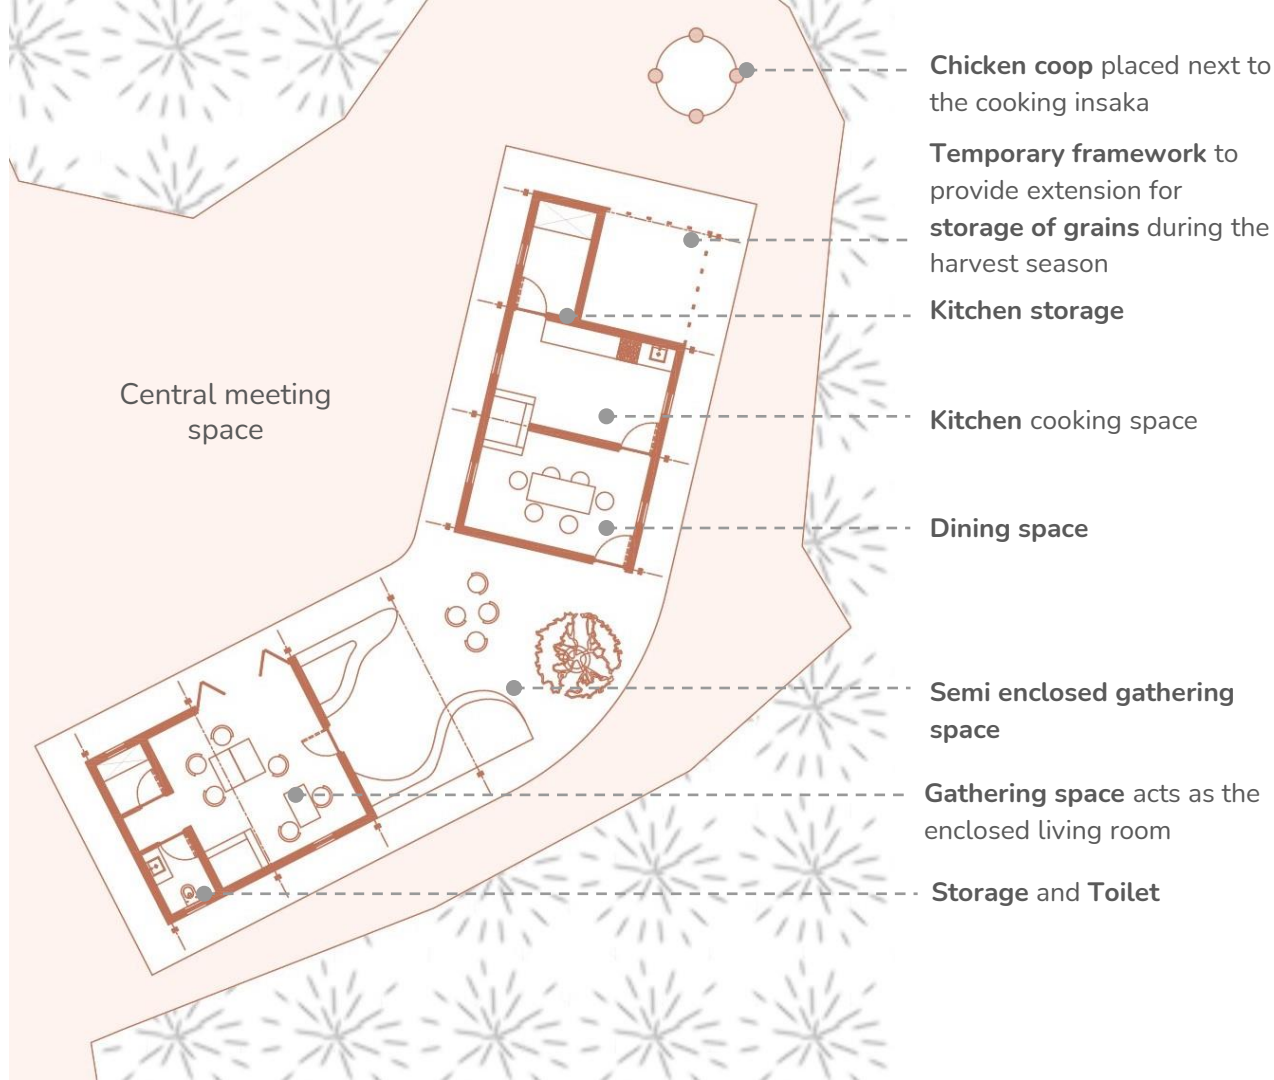 Chicken coop placed next to
the cooking insaka
Temporary framework to
provide extension for
storage of grains during the
harvest season
Kitchen storage
Central meeting
space
Kitchen cooking space
Dining space
Semi enclosed gathering
space
Gathering space acts as the
enclosed living room
Storage and Toilet